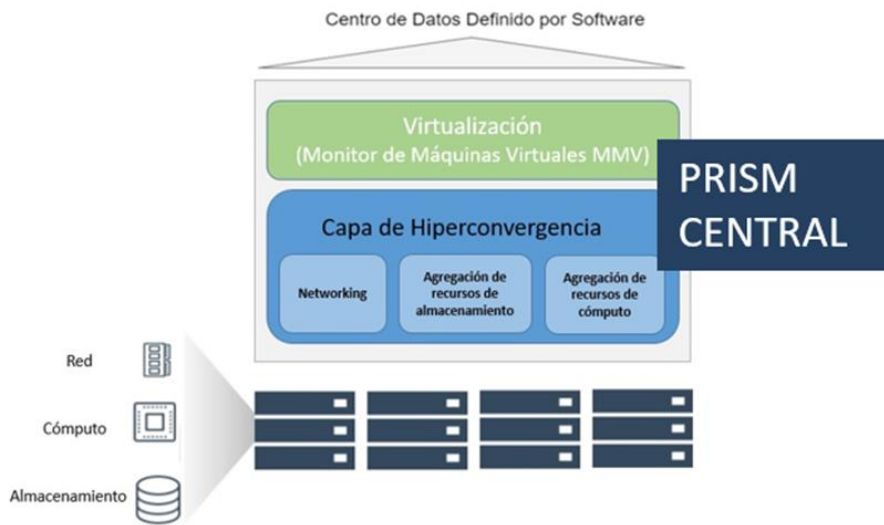 Centro de Datos Definido por Software
Virtualización
(Monitor de Máquinas Virtuales MMV)
PRISM
CENTRAL
Capa de Hiperconvergencia
Networking
Agregación de
recursos de
almacenamiento
Agregación de
recursos de
cómputo
Red
Cómputo
Almacenamiento